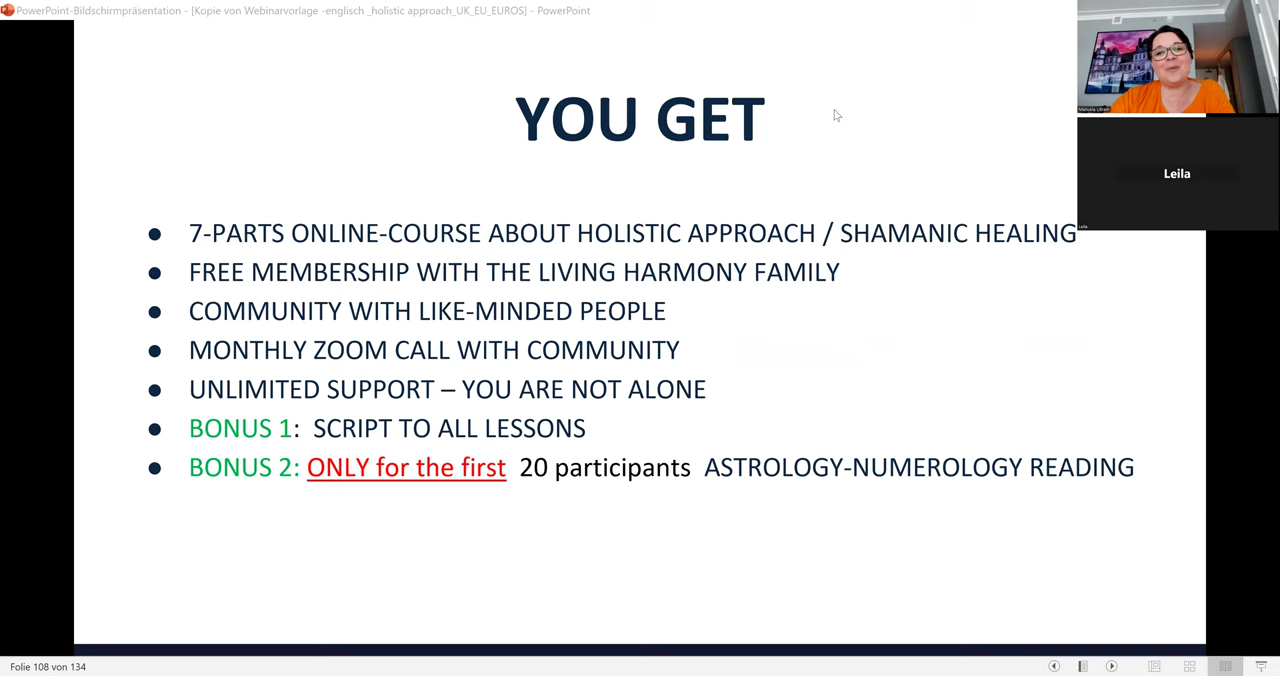 PowerPoint-Bildschirmpräsentation - [Kopie von Webinarvorlage -englisch _holistic approach_UK_EU_EUROS] - PowerPoint
YOU GET
Leila
Leila
● 7-PARTS ONLINE-COURSE ABOUT HOLISTIC APPROACH / SHAMANIC HEALING
● FREE MEMBERSHIP WITH THE LIVING HARMONY FAMILY
● COMMUNITY WITH LIKE-MINDED PEOPLE
● MONTHLY ZOOM CALL WITH COMMUNITY
● UNLIMITED SUPPORT – YOU ARE NOT ALONE
● BONUS 1: SCRIPT TO ALL LESSONS
● BONUS 2: ONLY for the first 20 participants ASTROLOGY-NUMEROLOGY READING
Folie 108 von 134